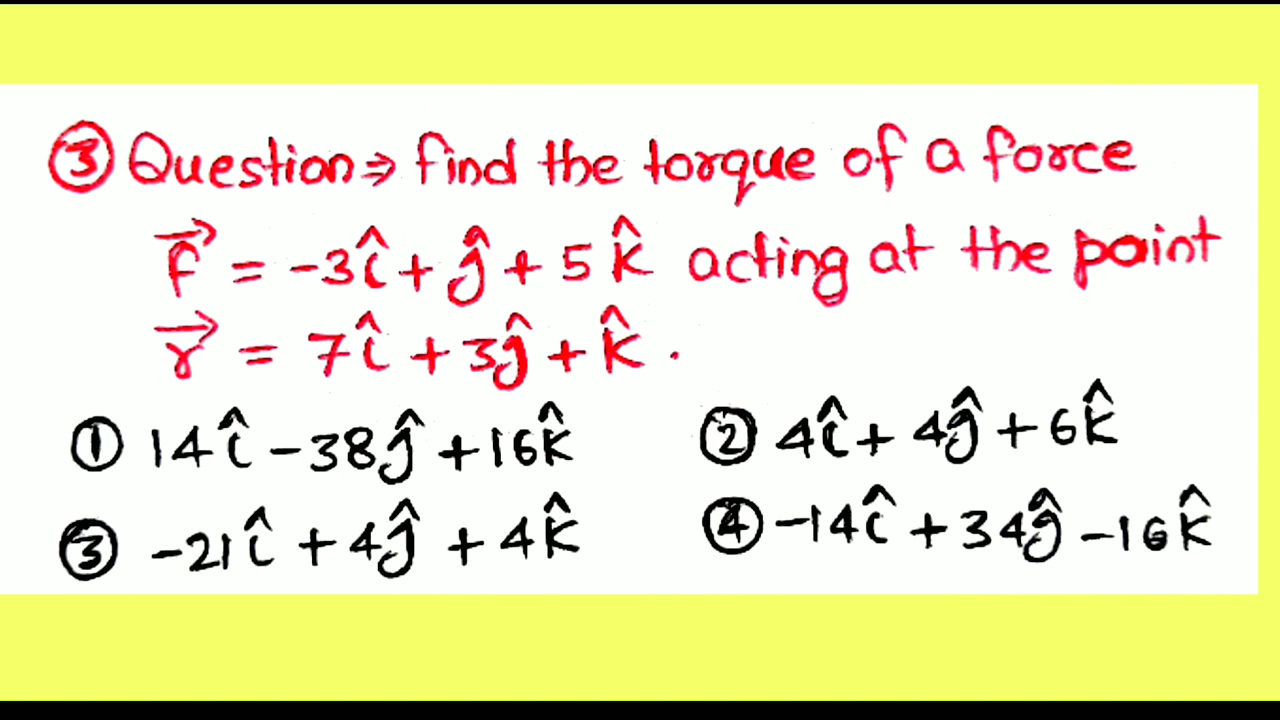 ③ Question⇒ find the torque of a force
F⃗ = -3î + ĵ + 5k̂ acting at the point
r⃗ = 7î + 3ĵ + k̂ .
① 14î - 38ĵ + 16k̂ ② 4î + 4ĵ + 6k̂
③ -21î + 4ĵ + 4k̂ ④ -14î + 34ĵ - 16k̂